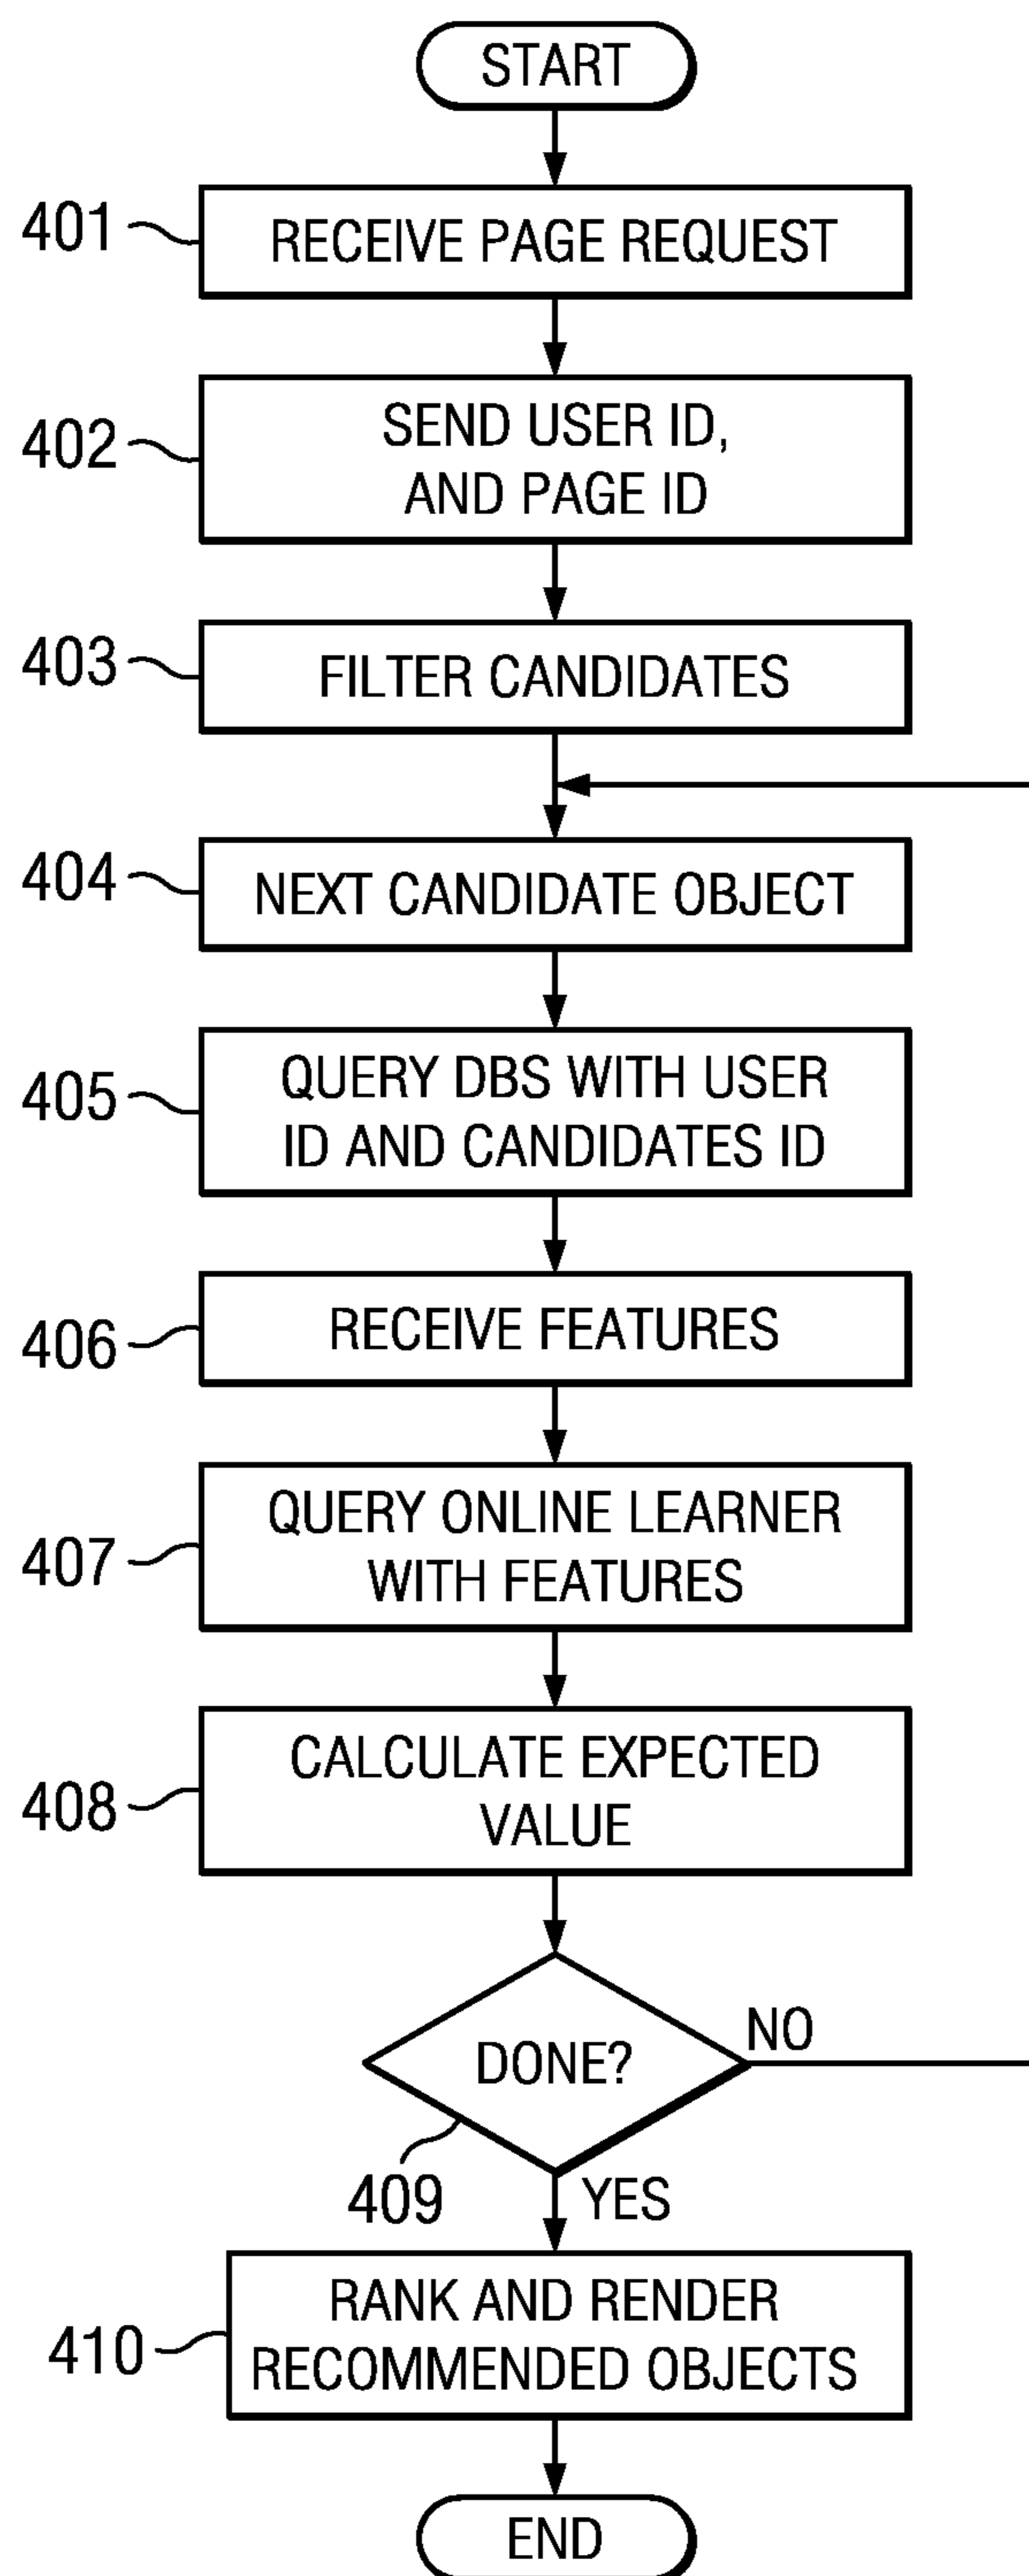 START
401
RECEIVE PAGE REQUEST
402
SEND USER ID,
AND PAGE ID
403
FILTER CANDIDATES
404
NEXT CANDIDATE OBJECT
405
QUERY DBS WITH USER
ID AND CANDIDATES ID
406
RECEIVE FEATURES
407
QUERY ONLINE LEARNER
WITH FEATURES
408
CALCULATE EXPECTED
VALUE
DONE?
NO
409
YES
410
RANK AND RENDER
RECOMMENDED OBJECTS
END